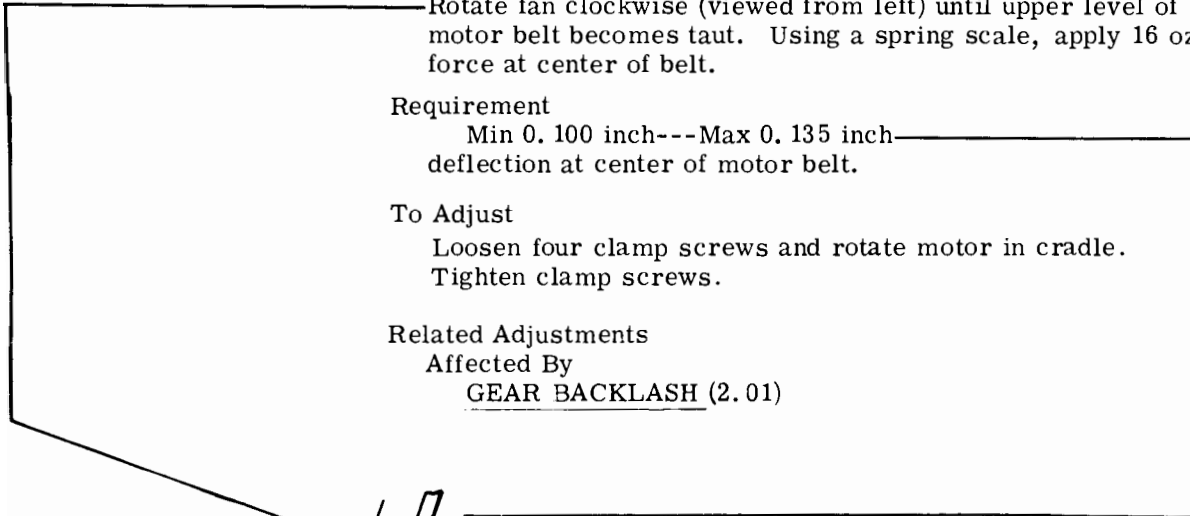 Rotate fan clockwise (viewed from left) until upper level of
motor belt becomes taut. Using a spring scale, apply 16 oz
force at center of belt.
Requirement
Min 0.100 inch---Max 0.135 inch
deflection at center of motor belt.
To Adjust
Loosen four clamp screws and rotate motor in cradle.
Tighten clamp screws.
Related Adjustments
Affected By
GEAR BACKLASH (2.01)